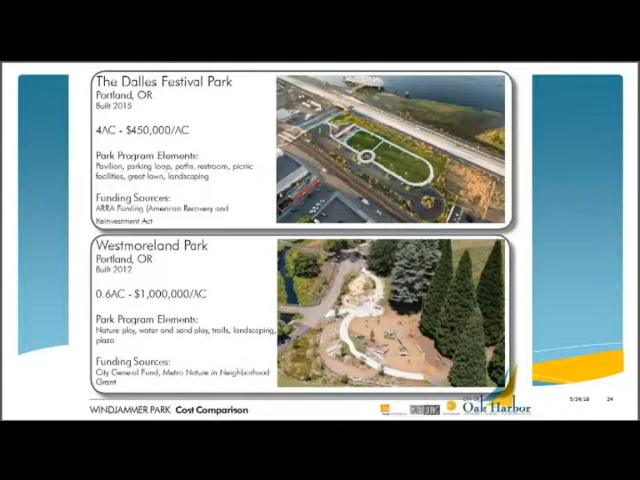 The Dalles Festival Park
Portland, OR
Built 2015
4AC - $450,000/AC
Park Program Elements:
Pavilion, parking loop, paths, restroom, picnic
facilities, great lawn, landscaping
Funding Sources:
ARRA Funding (American Recovery and
Reinvestment Act
Westmoreland Park
Portland, OR
Built 2012
0.6AC - $1,000,000/AC
Park Program Elements:
Nature play, water and sand play, trails, landscaping,
plaza
Funding Sources:
City General Fund, Metro Nature in Neighborhood
Grant
WINDJAMMER PARK Cost Comparison
CITY OF
Oak Harbor
5/24/16
24